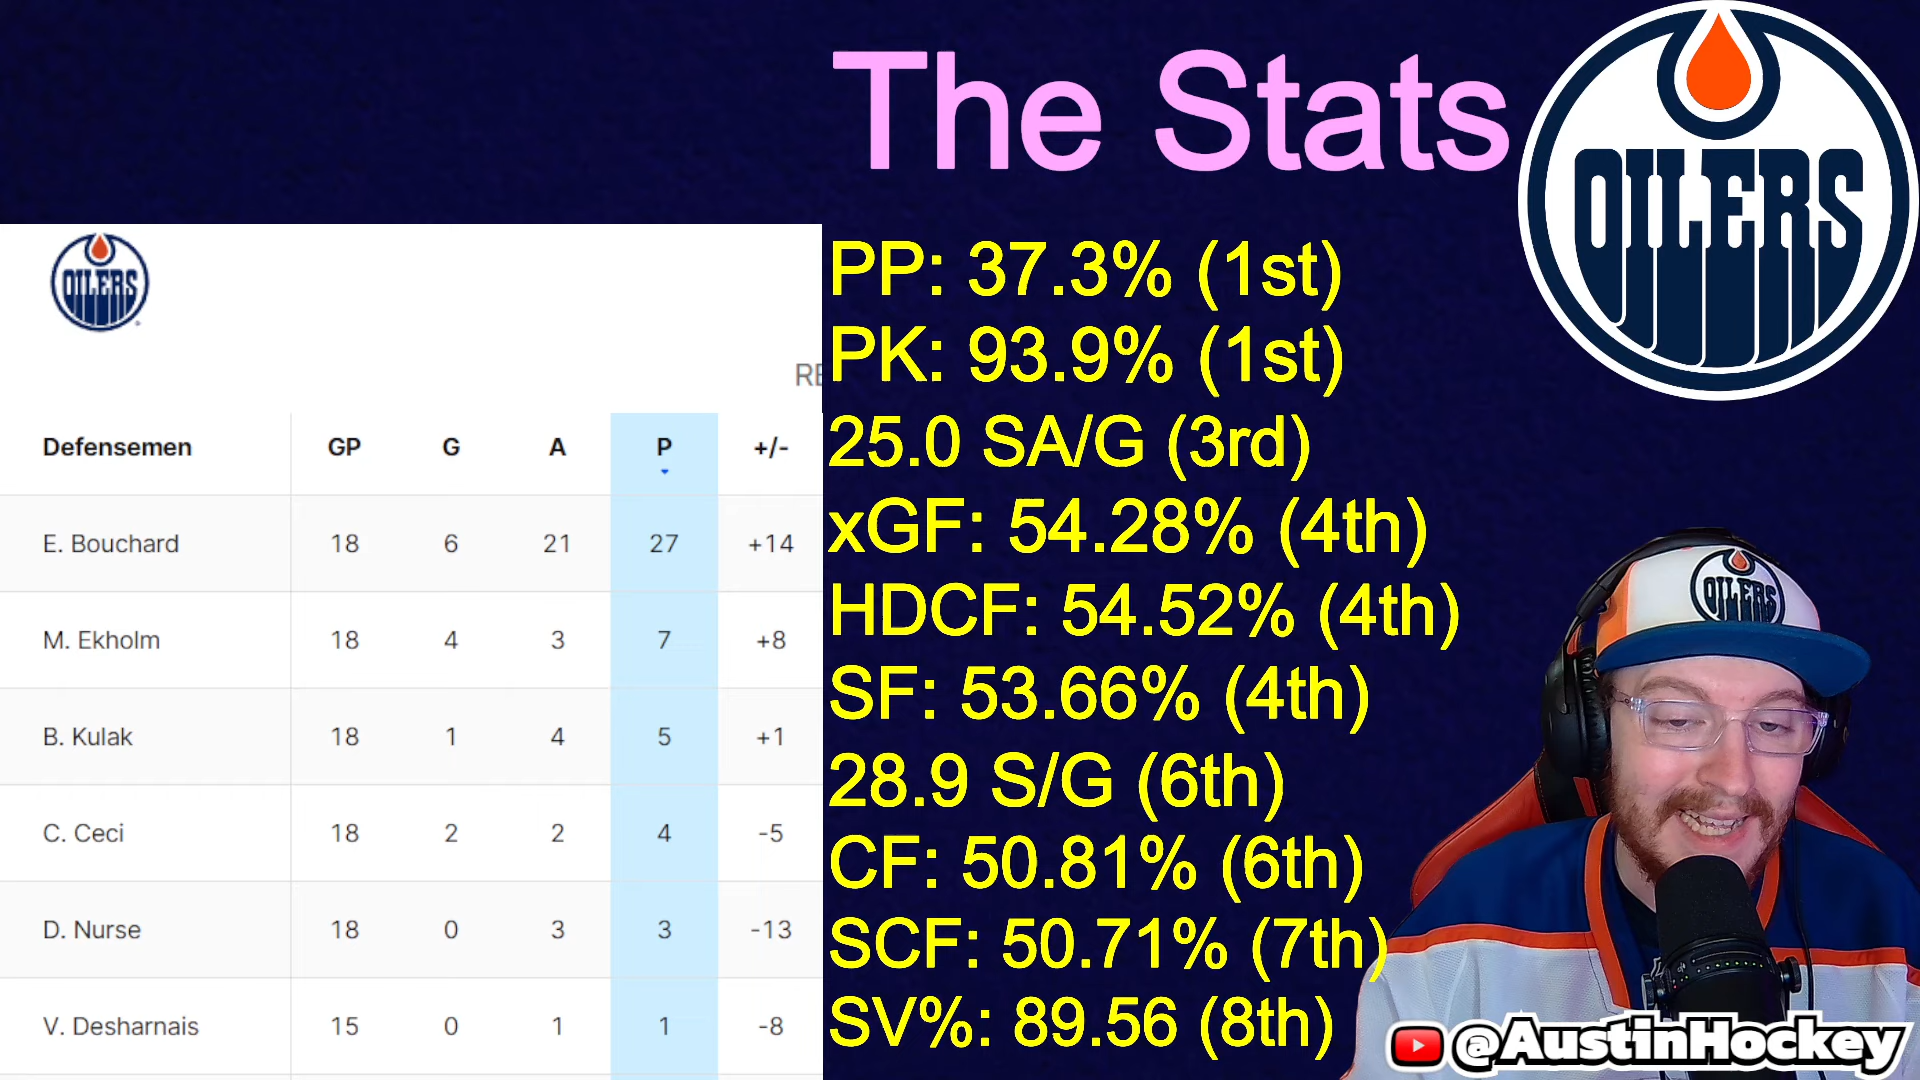 The Stats
OILERS
OILERS
RE
Defensemen GP G A P +/-
E. Bouchard 18 6 21 27 +14
M. Ekholm 18 4 3 7 +8
B. Kulak 18 1 4 5 +1
C. Ceci 18 2 2 4 -5
D. Nurse 18 0 3 3 -13
V. Desharnais 15 0 1 1 -8
PP: 37.3% (1st)
PK: 93.9% (1st)
25.0 SA/G (3rd)
xGF: 54.28% (4th)
HDCF: 54.52% (4th)
SF: 53.66% (4th)
28.9 S/G (6th)
CF: 50.81% (6th)
SCF: 50.71% (7th)
SV%: 89.56 (8th)
OILERS
@AustinHockey